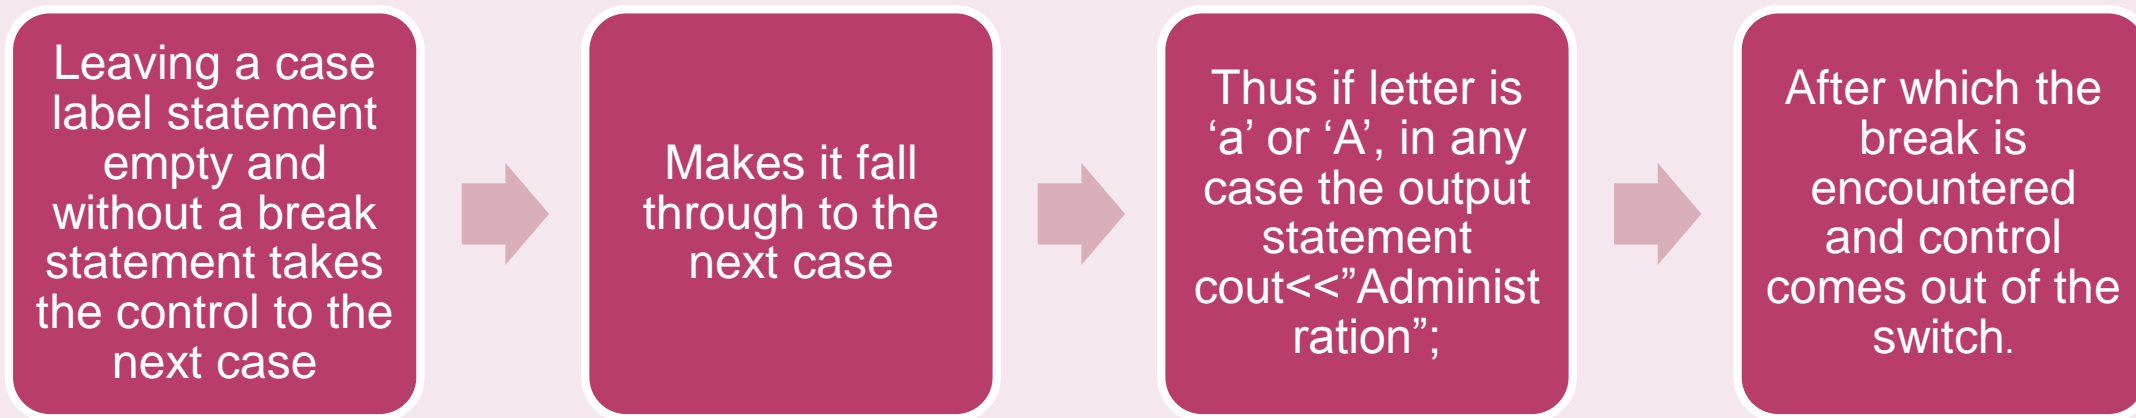 Leaving a case
label statement
empty and
without a break
statement takes
the control to the
next case
Makes it fall
through to the
next case
Thus if letter is
‘a’ or ‘A’, in any
case the output
statement
cout<<”Administ
ration”;
After which the
break is
encountered
and control
comes out of the
switch.